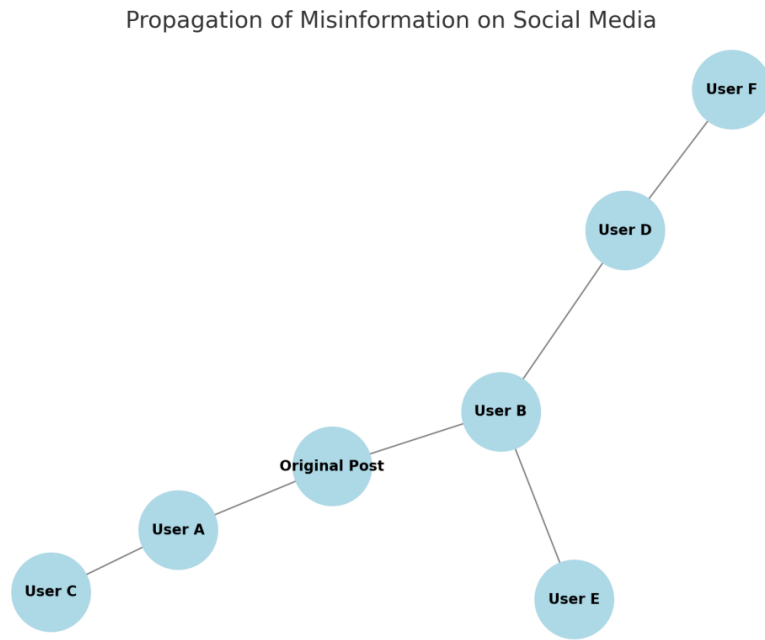 Propagation of Misinformation on Social Media
User F
User D
User B
Original Post
User A
User C
User E